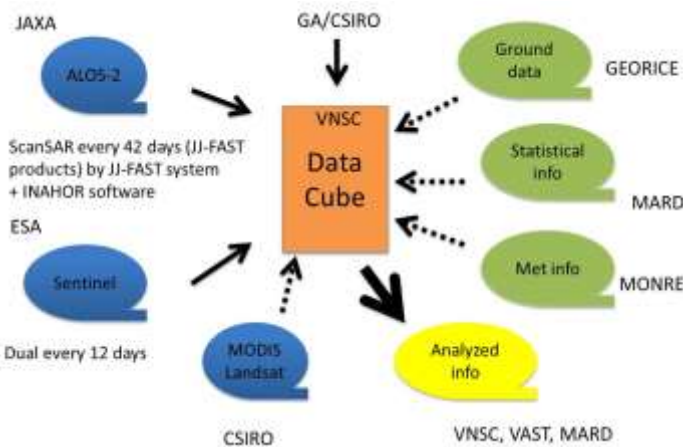 JAXA
ALOS-2
ScanSAR every 42 days (JJ-FAST
products) by JJ-FAST system
+ INAHOR software
ESA
Sentinel
Dual every 12 days
GA/CSIRO
VNSC
Data
Cube
MODIS
Landsat
CSIRO
Ground
data
GEORICE
Statistical
info
MARD
Met info
MONRE
Analyzed
info
VNSC, VAST, MARD